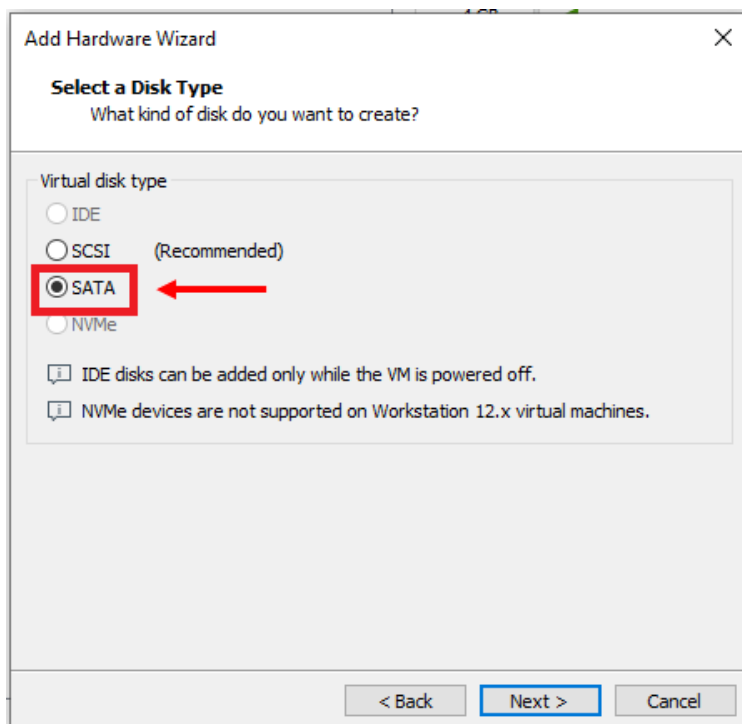 Add Hardware Wizard
Select a Disk Type
What kind of disk do you want to create?
Virtual disk type
IDE
SCSI (Recommended)
SATA
NVMe
IDE disks can be added only while the VM is powered off.
NVMe devices are not supported on Workstation 12.x virtual machines.
< Back Next > Cancel